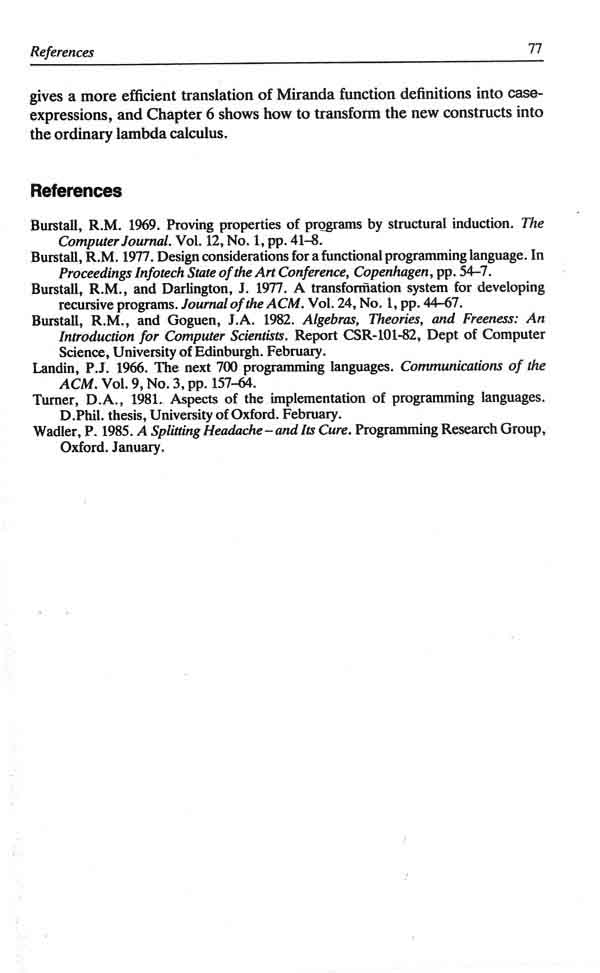 References 77
gives a more efficient translation of Miranda function definitions into case-
expressions, and Chapter 6 shows how to transform the new constructs into
the ordinary lambda calculus.
References
Burstall, R.M. 1969. Proving properties of programs by structural induction. The
Computer Journal. Vol. 12, No. 1, pp. 41–8.
Burstall, R.M. 1977. Design considerations for a functional programming language. In
Proceedings Infotech State of the Art Conference, Copenhagen, pp. 54–7.
Burstall, R.M., and Darlington, J. 1977. A transformation system for developing
recursive programs. Journal of the ACM. Vol. 24, No. 1, pp. 44–67.
Burstall, R.M., and Goguen, J.A. 1982. Algebras, Theories, and Freeness: An
Introduction for Computer Scientists. Report CSR-101-82, Dept of Computer
Science, University of Edinburgh. February.
Landin, P.J. 1966. The next 700 programming languages. Communications of the
ACM. Vol. 9, No. 3, pp. 157–64.
Turner, D.A., 1981. Aspects of the implementation of programming languages.
D.Phil. thesis, University of Oxford. February.
Wadler, P. 1985. A Splitting Headache – and Its Cure. Programming Research Group,
Oxford. January.